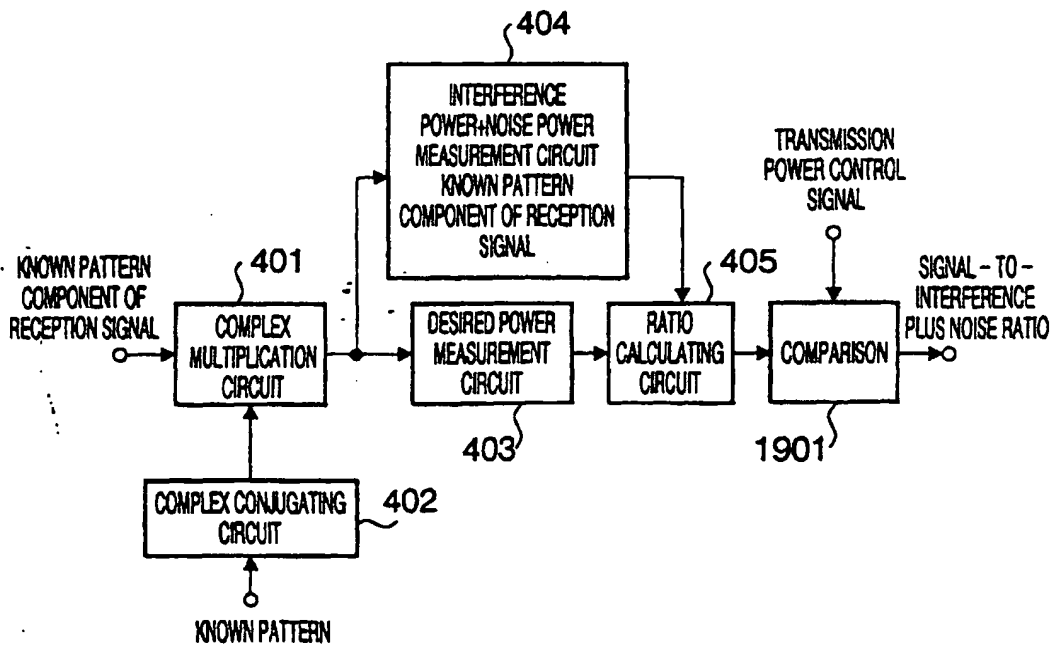 404
INTERFERENCE
POWER+NOISE POWER
MEASUREMENT CIRCUIT
KNOWN PATTERN
COMPONENT OF RECEPTION
SIGNAL
TRANSMISSION
POWER CONTROL
SIGNAL
KNOWN PATTERN
COMPONENT OF
RECEPTION SIGNAL
401
COMPLEX
MULTIPLICATION
CIRCUIT
DESIRED POWER
MEASUREMENT
CIRCUIT
403
405
RATIO
CALCULATING
CIRCUIT
COMPARISON
1901
SIGNAL - TO -
INTERFERENCE
PLUS NOISE RATIO
COMPLEX CONJUGATING
CIRCUIT
402
KNOWN PATTERN